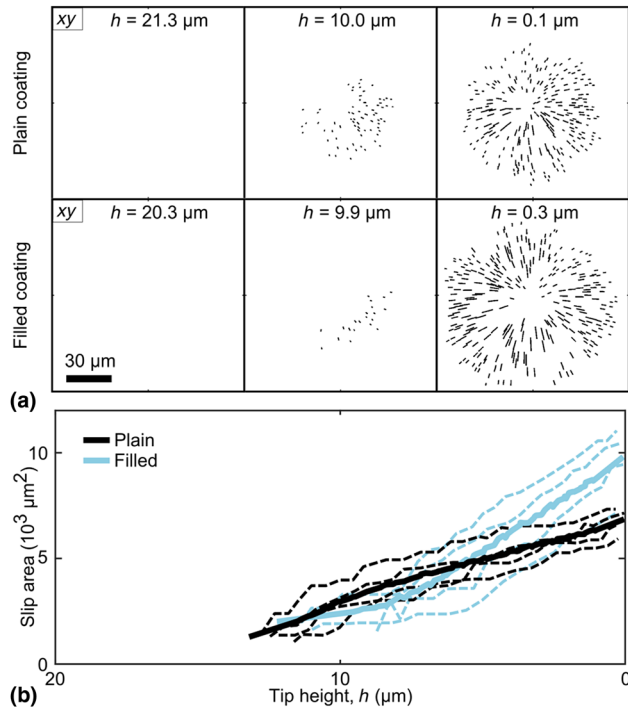 xy h = 21.3 µm h = 10.0 µm h = 0.1 µm
Plain coating
xy h = 20.3 µm h = 9.9 µm h = 0.3 µm
Filled coating
30 µm
(a)
Plain
Filled
Slip area (10³ µm²)
10
5
0
20 10 0
Tip height, h (µm)
(b)